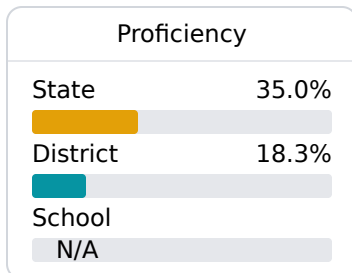 Proficiency
State 35.0%
District 18.3%
School
N/A